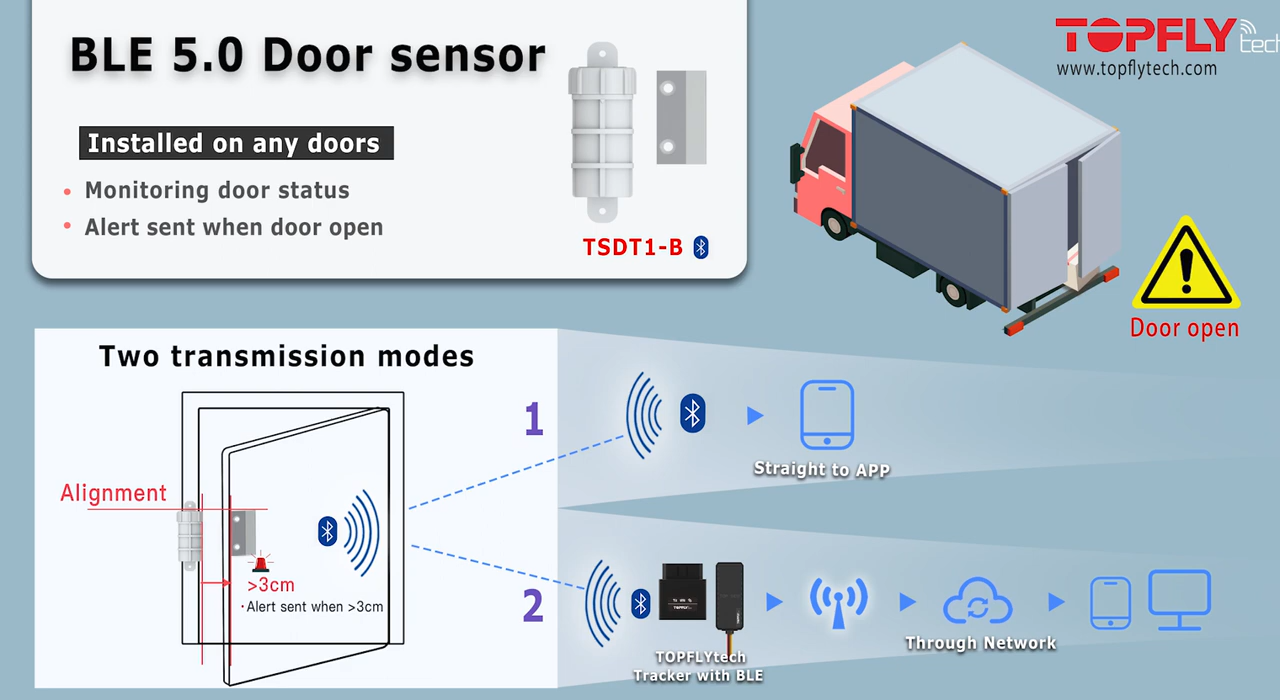 BLE 5.0 Door sensor
Installed on any doors
• Monitoring door status
• Alert sent when door open
TSDT1-B
TOPFLYtech
www.topflytech.com
Door open
Two transmission modes
Alignment
>3cm
·Alert sent when >3cm
1
Straight to APP
2
TOPFLYtech
TOPFLYtech
Tracker with BLE
Through Network